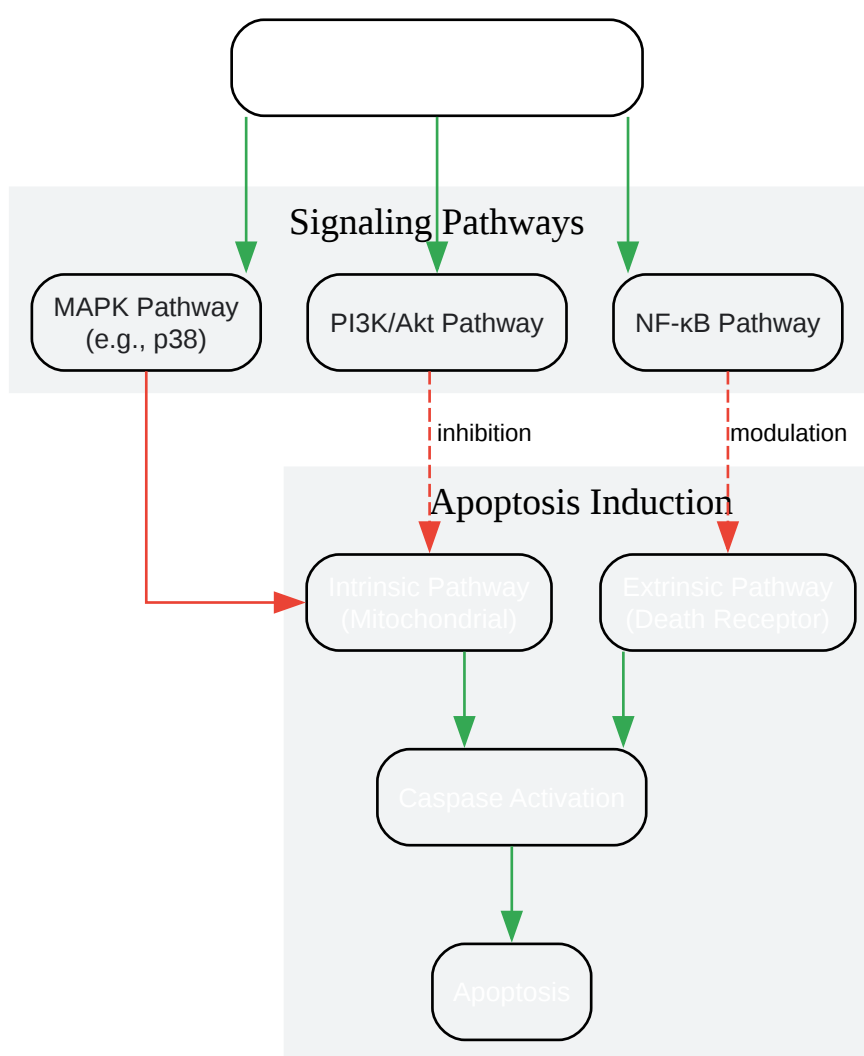 Signaling Pathways
MAPK Pathway
(e.g., p38)
PI3K/Akt Pathway
NF-κB Pathway
inhibition
modulation
Apoptosis Induction
Intrinsic Pathway
(Mitochondrial)
Extrinsic Pathway
(Death Receptor)
Caspase Activation
Apoptosis